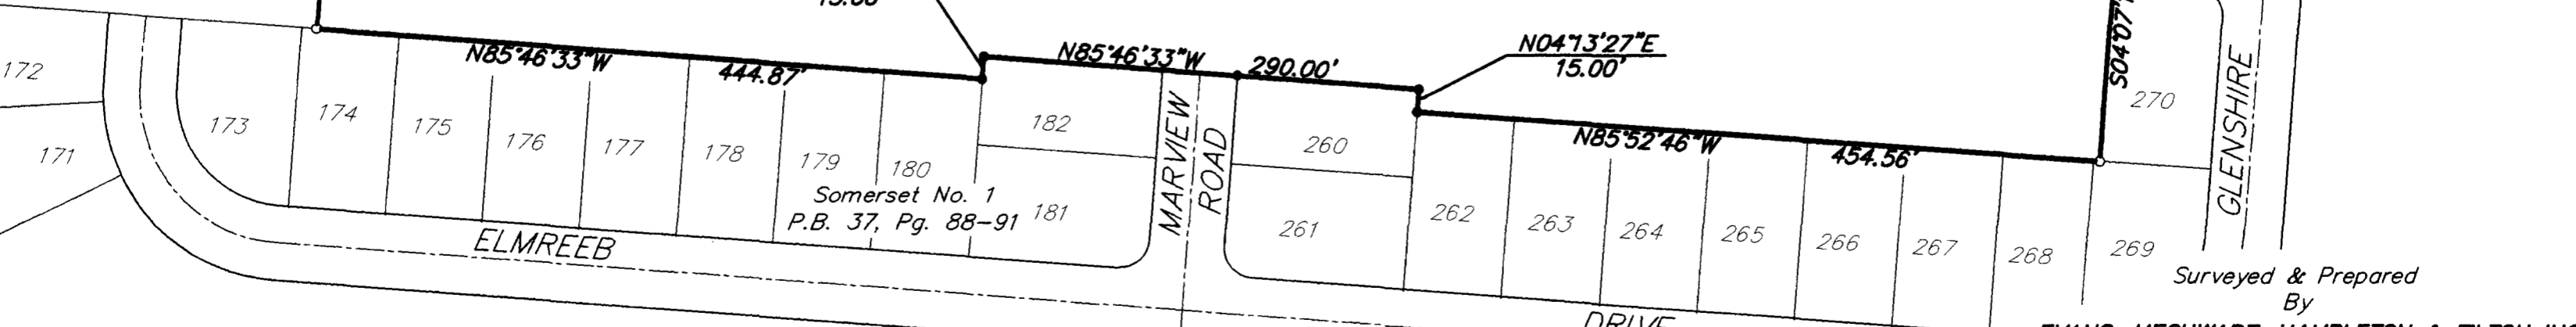 N85°46'33"W
444.87'
N85°46'33"W
290.00'
N04°13'27"E
15.00'
N85°52'46"W
454.56'
S04°07'
172
171
173
174
175
176
177
178
179
180
181
182
260
261
262
263
264
265
266
267
268
269
270
Somerset No. 1
P.B. 37, Pg. 88-91
ELMREEB
DRIVE
MARVIEW
ROAD
GLENSHIRE
Surveyed & Prepared
By